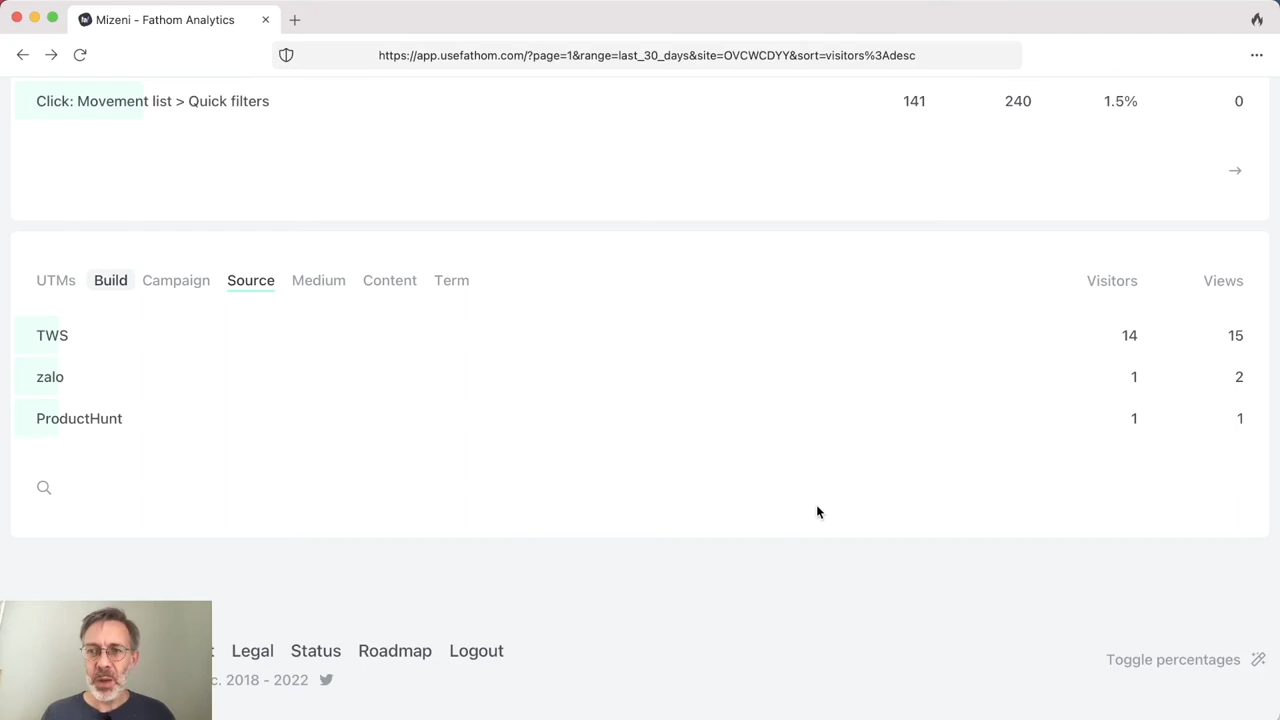 Mizeni - Fathom Analytics
https://app.usefathom.com/?page=1&range=last_30_days&site=OVCWCDYY&sort=visitors%3Adesc
Click: Movement list > Quick filters 141 240 1.5% 0
UTMs Build Campaign Source Medium Content Term Visitors Views
TWS 14 15
zalo 1 2
ProductHunt 1 1
Legal Status Roadmap Logout
c. 2018 - 2022
Toggle percentages